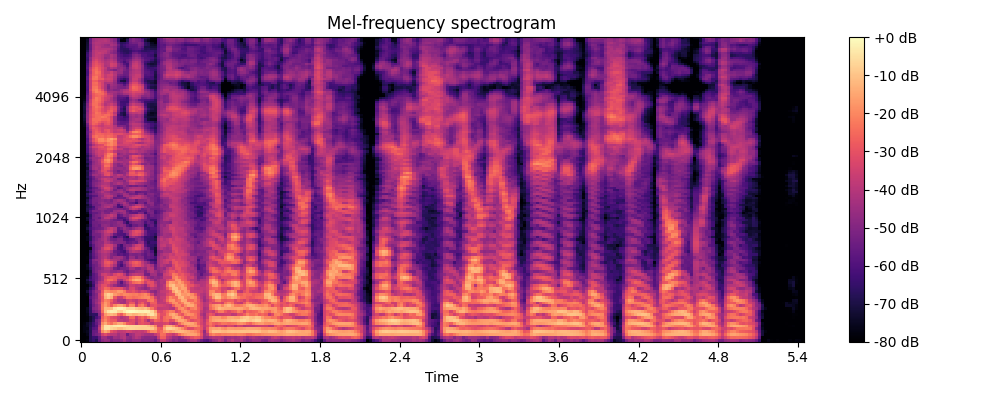 Mel-frequency spectrogram
+0 dB
-10 dB
-20 dB
-30 dB
-40 dB
-50 dB
-60 dB
-70 dB
-80 dB
Hz
4096
2048
1024
512
0
0 0.6 1.2 1.8 2.4 3 3.6 4.2 4.8 5.4
Time